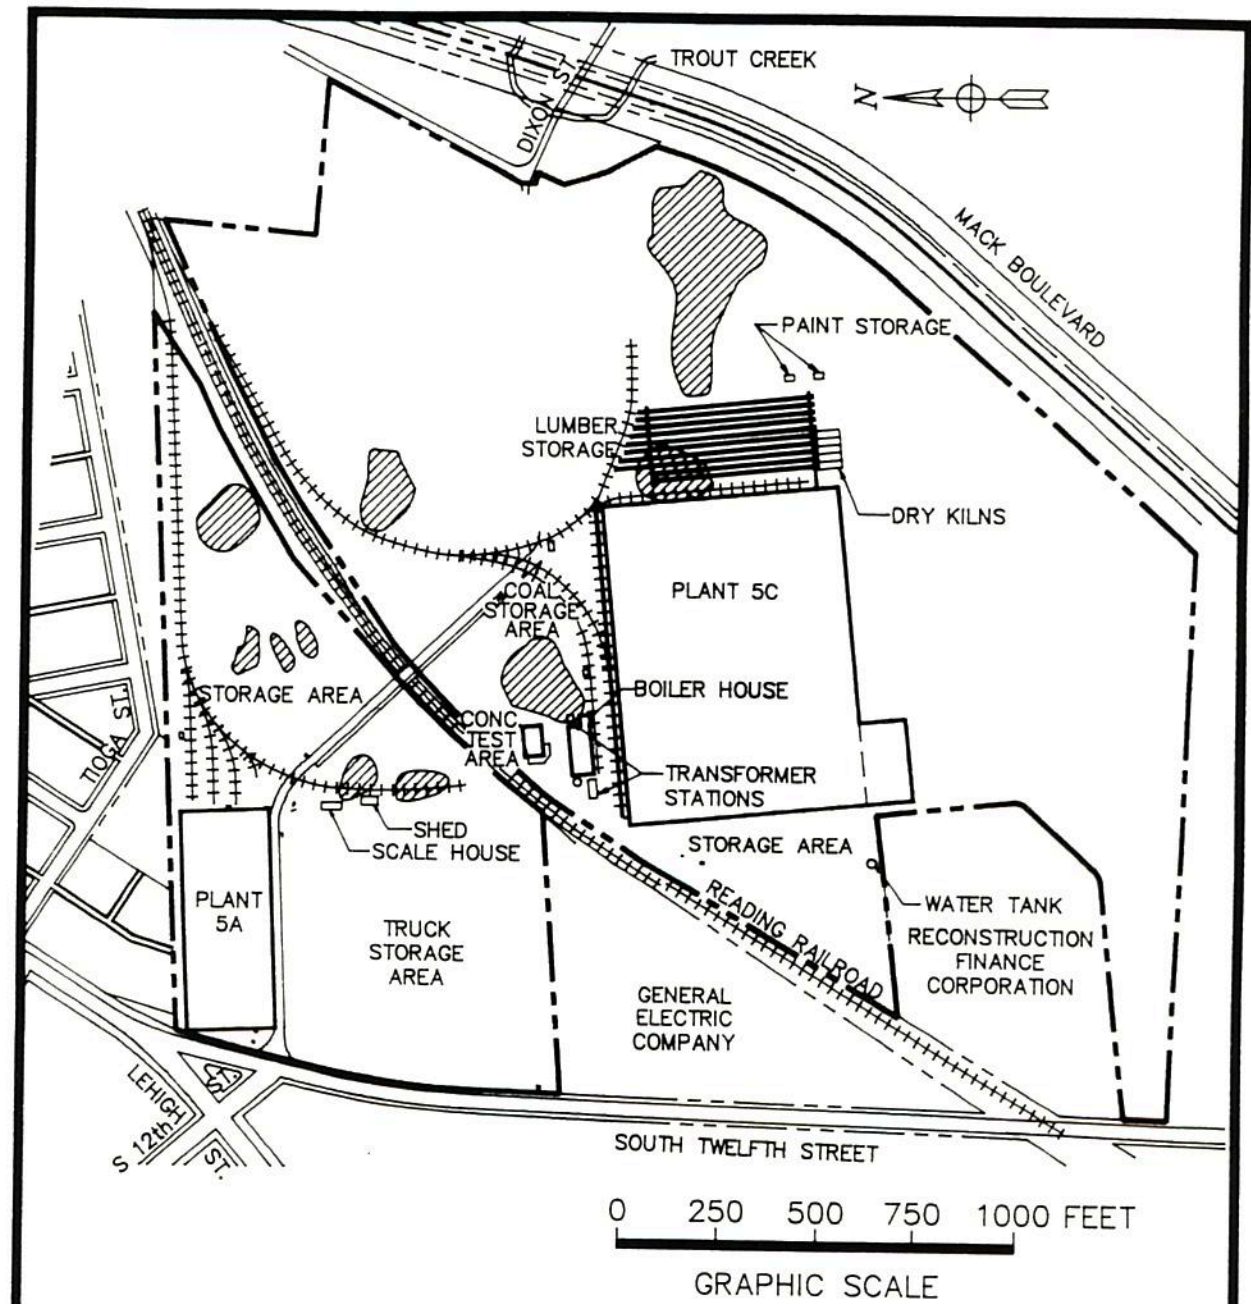 TROUT CREEK
DIXON ST.
N
MACK BOULEVARD
PAINT STORAGE
LUMBER
STORAGE
DRY KILNS
PLANT 5C
COAL
STORAGE
AREA
BOILER HOUSE
STORAGE AREA
TIOGA ST.
CONC
TEST
AREA
TRANSFORMER
STATIONS
SHED
SCALE HOUSE
STORAGE AREA
PLANT
5A
TRUCK
STORAGE
AREA
READING RAILROAD
WATER TANK
RECONSTRUCTION
FINANCE
CORPORATION
GENERAL
ELECTRIC
COMPANY
LEHIGH
ST.
S 12th
ST.
SOUTH TWELFTH STREET
0 250 500 750 1000 FEET
GRAPHIC SCALE